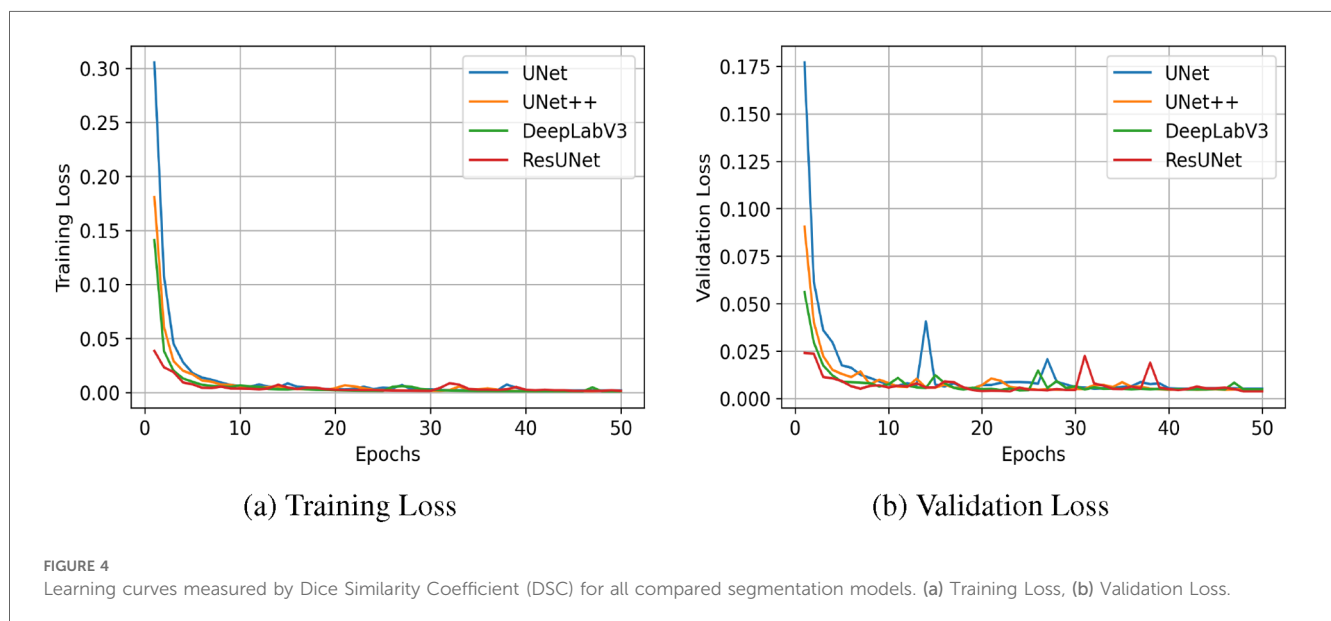 0.30
0.25
0.20
0.15
0.10
0.05
0.00
Training Loss
0 10 20 30 40 50
Epochs
UNet
UNet++
DeepLabV3
ResUNet
(a) Training Loss
0.175
0.150
0.125
0.100
0.075
0.050
0.025
0.000
Validation Loss
0 10 20 30 40 50
Epochs
UNet
UNet++
DeepLabV3
ResUNet
(b) Validation Loss
FIGURE 4
Learning curves measured by Dice Similarity Coefficient (DSC) for all compared segmentation models. (a) Training Loss, (b) Validation Loss.